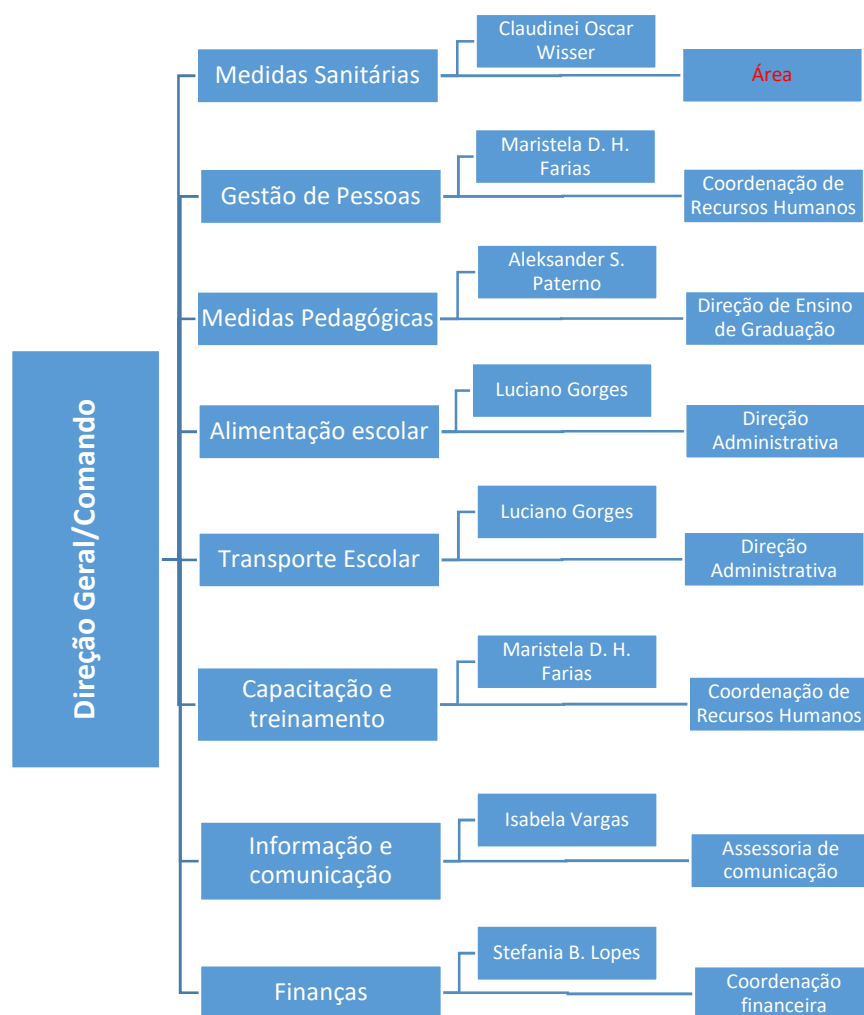 Direção Geral/Comando
Medidas Sanitárias
Claudinei Oscar
Wisser
Área
Gestão de Pessoas
Maristela D. H.
Farias
Coordenação de
Recursos Humanos
Medidas Pedagógicas
Aleksander S.
Paterno
Direção de Ensino
de Graduação
Alimentação escolar
Luciano Gorges
Direção
Administrativa
Transporte Escolar
Luciano Gorges
Direção
Administrativa
Capacitação e
treinamento
Maristela D. H.
Farias
Coordenação de
Recursos Humanos
Informação e
comunicação
Isabela Vargas
Assessoria de
comunicação
Finanças
Stefania B. Lopes
Coordenação
financeira